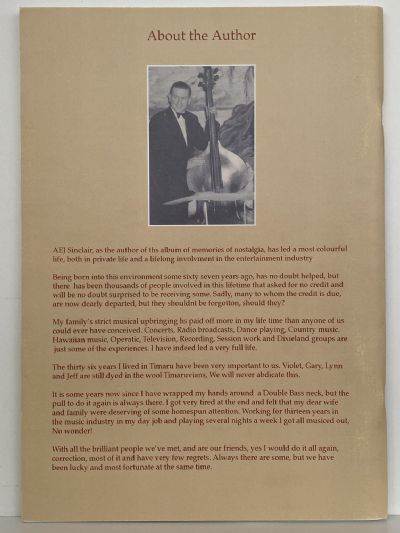 About the Author
AEJ Sinclair, as the author of ths album of memories of nostalgia, has led a most colourful
life, both in private life and a lifelong involvment in the entertainment industry
Being born into this environment some sixty seven years ago, has no doubt helped, but
there has been thousands of people involved in this lifetime that asked for no credit and
will be no doubt surprised to be receiving some. Sadly, many to whom the credit is due,
are now dearly departed, but they shouldnt be forgotton, should they?
My family's strict musical upbringing hs paid off more in my life time than anyone of us
could ever have conceived. Concerts, Radio broadcasts, Dance playing, Country music.
Hawaiian music, Operatic, Television, Recording, Session work and Dixieland groups are
just some of the experiences. I have indeed led a very full life.
The thirty six years I lived in Timaru have been very important to us. Violet, Gary, Lynn
and Jeff are still dyed in the wool Timaruvians, We will never abdicate this.
It is some years now since I have wrapped my hands around a Double Bass neck, but the
pull to do it again is always there. I got very tired at the end and felt that my dear wife
and family were deserving of some homespun attention. Working for thirteen years in
the music industry in my day job and playing several nights a week I got all musiced out,
No wonder!
With all the brilliant people we've met, and are our friends, yes I would do it all again,
correction, most of it and have very few regrets. Always there are some, but we have
been lucky and most fortunate at the same time.